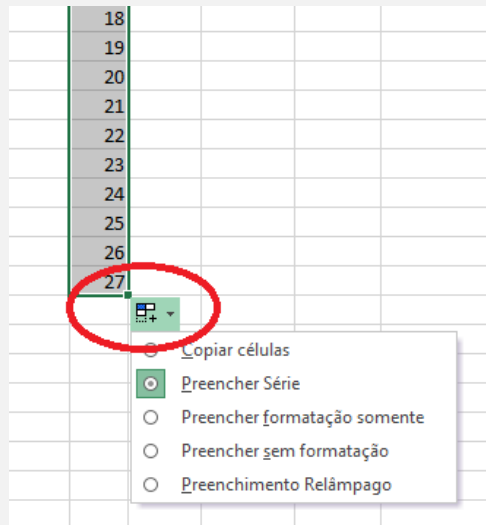 18
19
20
21
22
23
24
25
26
27
Copiar células
Preencher Série
Preencher formatação somente
Preencher sem formatação
Preenchimento Relâmpago